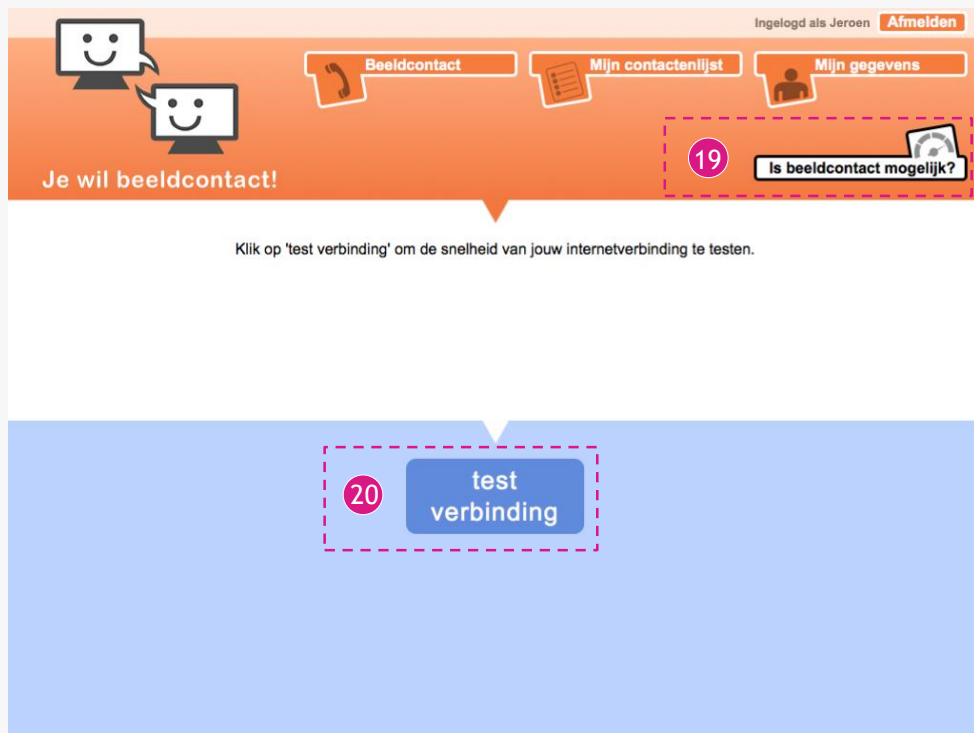 Ingelogd als Jeroen Afmelden
Beeldcontact Mijn contactenlijst Mijn gegevens
19 Is beeldcontact mogelijk?
Je wil beeldcontact!
Klik op 'test verbinding' om de snelheid van jouw internetverbinding te testen.
20
test
verbinding